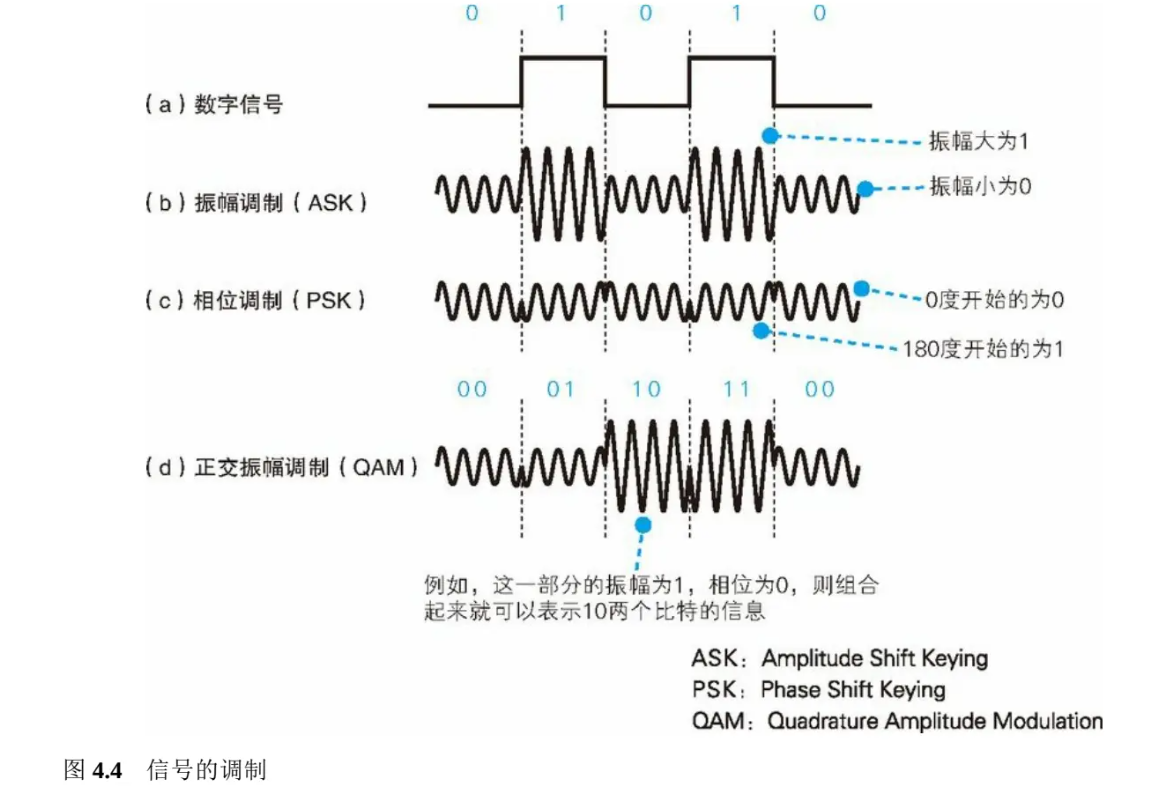 0 1 0 1 0
(a)数字信号
振幅大为1
(b)振幅调制(ASK)
振幅小为0
(c)相位调制(PSK)
0度开始的为0
180度开始的为1
00 01 10 11 00
(d)正交振幅调制(QAM)
例如，这一部分的振幅为1，相位为0，则组合
起来就可以表示10两个比特的信息
ASK：Amplitude Shift Keying
PSK：Phase Shift Keying
QAM：Quadrature Amplitude Modulation
图 4.4 信号的调制